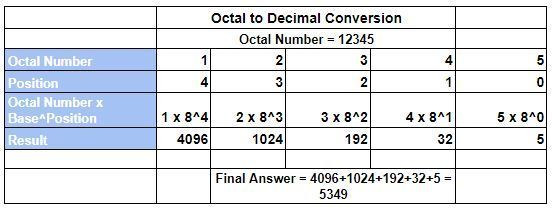 Octal to Decimal Conversion
Octal Number = 12345
Octal Number 1 2 3 4 5
Position 4 3 2 1 0
Octal Number x
Base^Position 1 x 8^4 2 x 8^3 3 x 8^2 4 x 8^1 5 x 8^0
Result 4096 1024 192 32 5
Final Answer = 4096+1024+192+32+5 =
5349